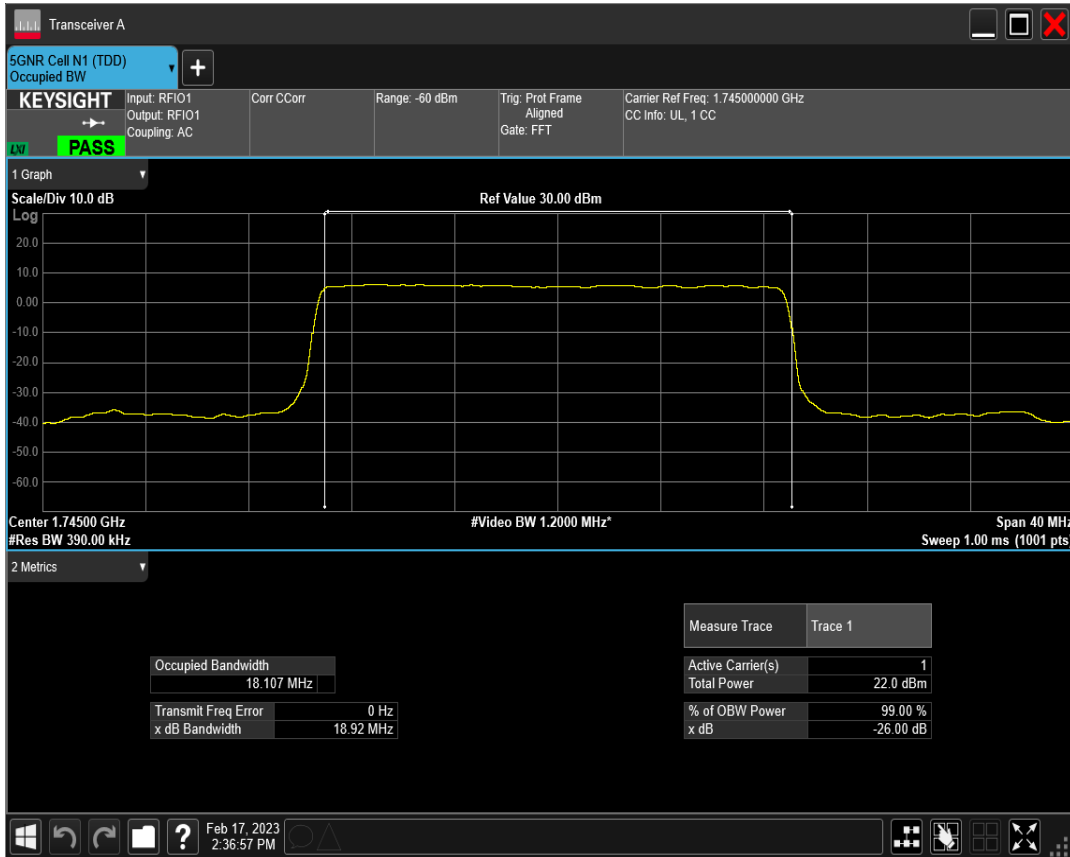 Transceiver A
5GNR Cell N1 (TDD)
Occupied BW
+
KEYSIGHT
LXI
PASS
Input: RFIO1
Output: RFIO1
Coupling: AC
Corr CCorr
Range: -60 dBm
Trig: Prot Frame
Aligned
Gate: FFT
Carrier Ref Freq: 1.745000000 GHz
CC Info: UL, 1 CC
1 Graph
Scale/Div 10.0 dB
Ref Value 30.00 dBm
Log
20.0
10.0
0.00
-10.0
-20.0
-30.0
-40.0
-50.0
-60.0
Center 1.74500 GHz
#Video BW 1.2000 MHz*
Span 40 MHz
#Res BW 390.00 kHz
Sweep 1.00 ms (1001 pts)
2 Metrics
Measure Trace Trace 1
Occupied Bandwidth
18.107 MHz
Active Carrier(s) 1
Total Power 22.0 dBm
Transmit Freq Error 0 Hz
x dB Bandwidth 18.92 MHz
% of OBW Power 99.00 %
x dB -26.00 dB
?
Feb 17, 2023
2:36:57 PM